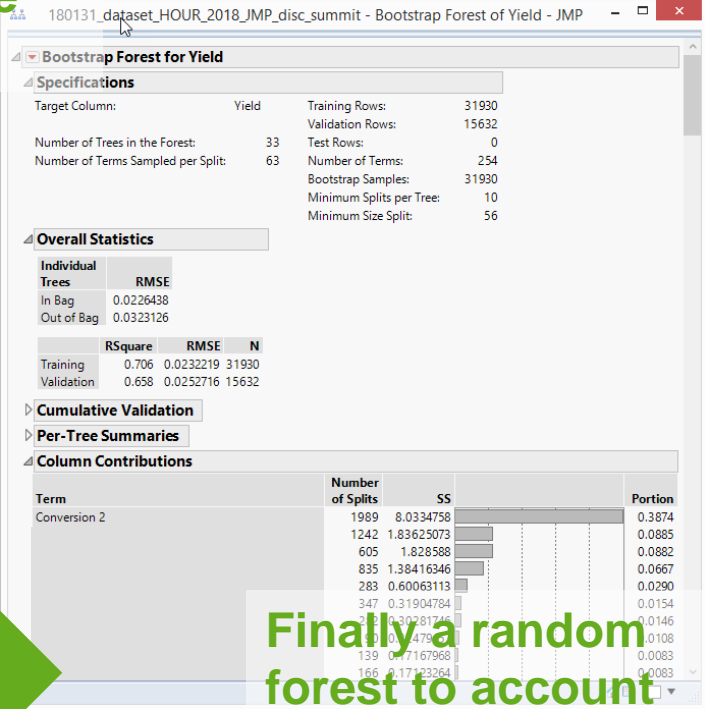 e
180131_dataset_HOUR_2018_JMP_disc_summit - Bootstrap Forest of Yield - JMP
Bootstrap Forest for Yield
Specifications
Target Column: Yield Training Rows: 31930
Validation Rows: 15632
Number of Trees in the Forest: 33 Test Rows: 0
Number of Terms Sampled per Split: 63 Number of Terms: 254
Bootstrap Samples: 31930
Minimum Splits per Tree: 10
Minimum Size Split: 56
Overall Statistics
Individual
Trees RMSE
In Bag 0.0226438
Out of Bag 0.0323126
RSquare RMSE N
Training 0.706 0.0232219 31930
Validation 0.658 0.0252716 15632
Cumulative Validation
Per-Tree Summaries
Column Contributions
Number
Term of Splits SS Portion
Conversion 2 1989 8.0334758 0.3874
1242 1.83625073 0.0885
605 1.828588 0.0882
835 1.38416346 0.0667
283 0.60063113 0.0290
347 0.31904784 0.0154
0.0146
0.0108
139 0.17167968 0.0083
166 0.17123264 0.0083
Finally a random
forest to account